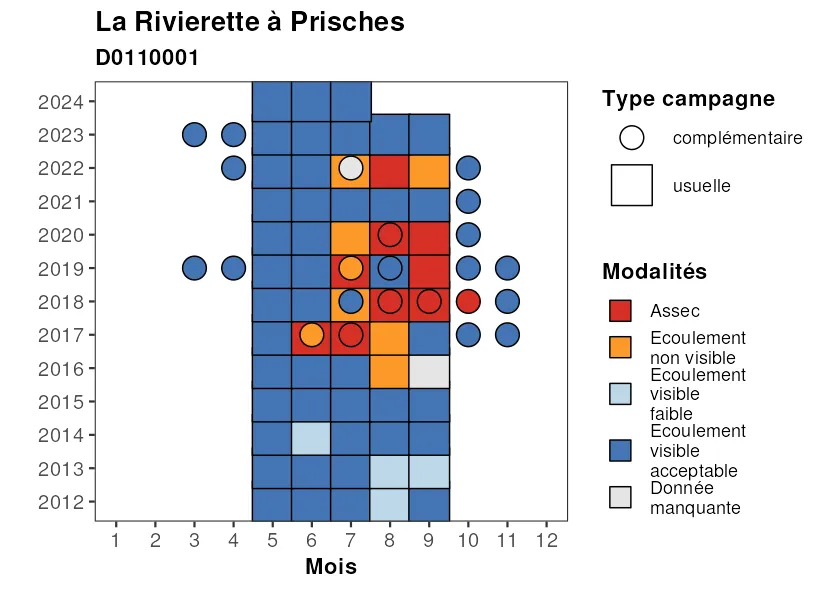 La Rivierette à Prisches
D0110001
2024
2023
2022
2021
2020
2019
2018
2017
2016
2015
2014
2013
2012
1 2 3 4 5 6 7 8 9 10 11 12
Mois
Type campagne
complémentaire
usuelle
Modalités
Assec
Ecoulement
non visible
Ecoulement
visible
faible
Ecoulement
visible
acceptable
Donnée
manquante